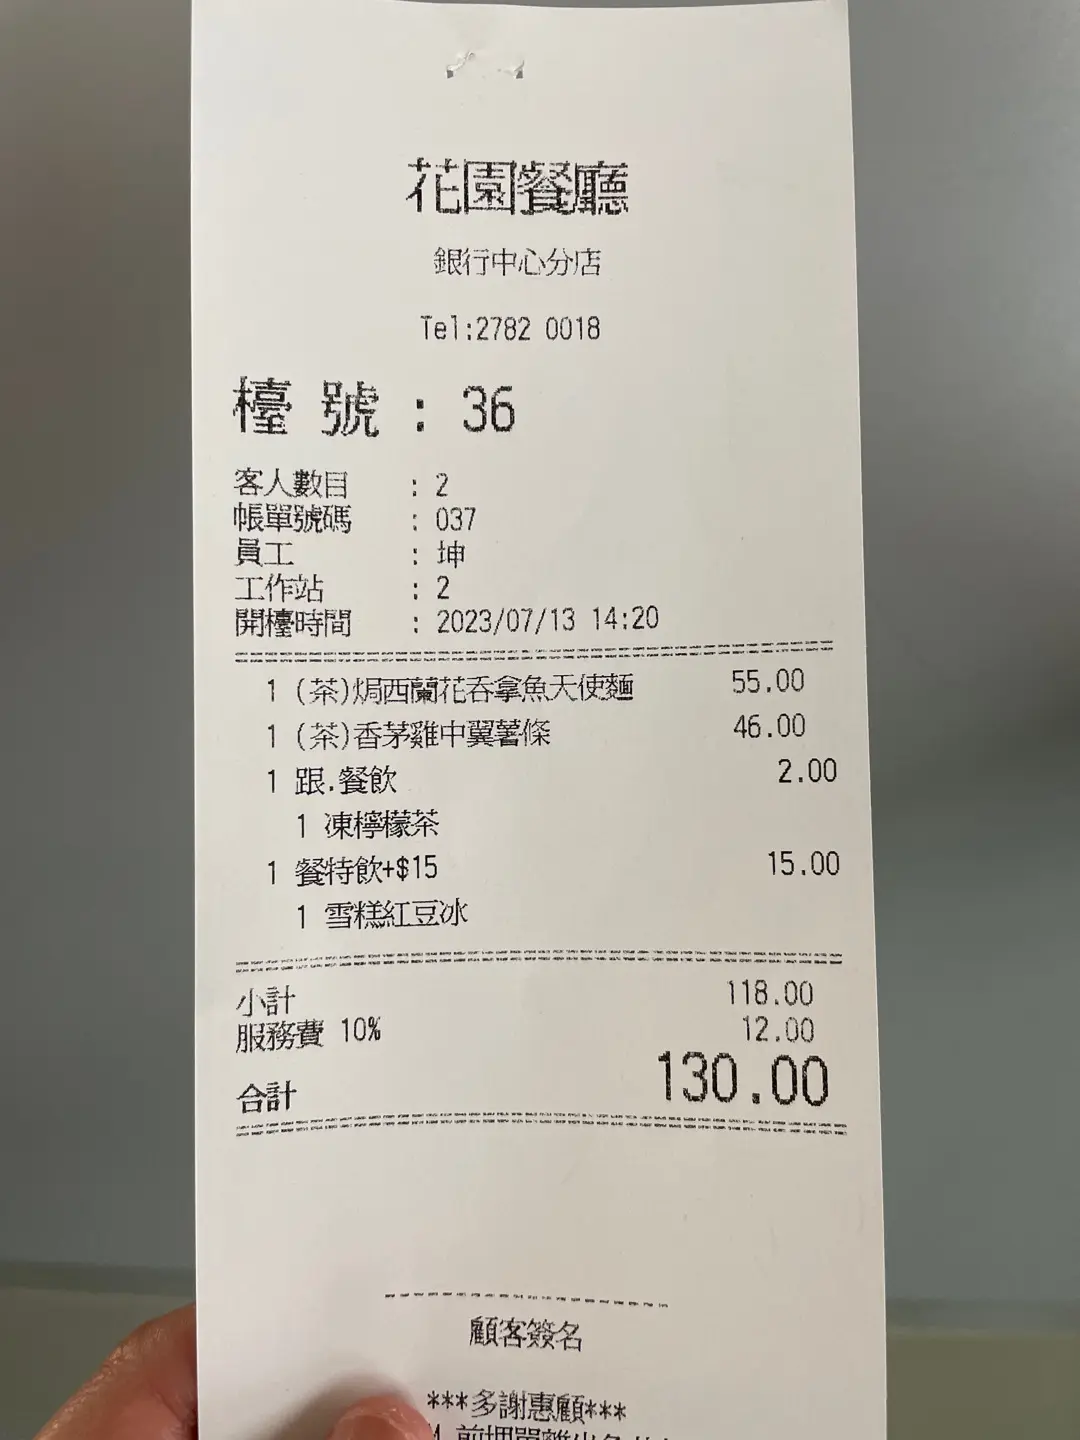 花園餐廳
銀行中心分店
Tel:2782 0018
檯 號 : 36
客人數目 : 2
帳單號碼 : 037
員工 : 坤
工作站 : 2
開檯時間 : 2023/07/13 14:20
1 (茶)焗西蘭花吞拿魚天使麵 55.00
1 (茶)香茅雞中翼薯條 46.00
1 跟.餐飲 2.00
1 凍檸檬茶
1 餐特飲+$15 15.00
1 雪糕紅豆冰
小計 118.00
服務費 10% 12.00
合計 130.00
顧客簽名
***多謝惠顧***